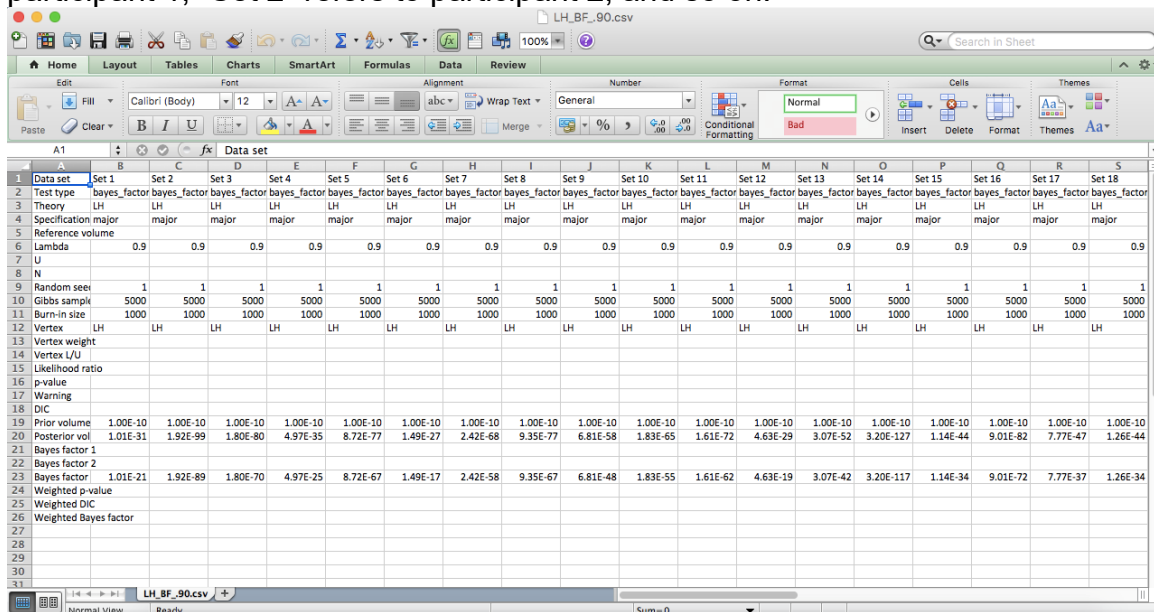 participant 1, "Set 2" refers to participant 2, and so on.
LH_BF_.90.csv
100% Search in Sheet
Home Layout Tables Charts SmartArt Formulas Data Review
Edit Font Alignment Number Format Cells Themes
Fill Calibri (Body) 12 A A abc Wrap Text General Normal Aa
Paste Clear B I U A Merge % Conditional Formatting Bad Insert Delete Format Themes Aa
A1 fx Data set
A B C D E F G H I J K L M N O P Q R S
1 Data set Set 1 Set 2 Set 3 Set 4 Set 5 Set 6 Set 7 Set 8 Set 9 Set 10 Set 11 Set 12 Set 13 Set 14 Set 15 Set 16 Set 17 Set 18
2 Test type bayes_factor bayes_factor bayes_factor bayes_factor bayes_factor bayes_factor bayes_factor bayes_factor bayes_factor bayes_factor bayes_factor bayes_factor bayes_factor bayes_factor bayes_factor bayes_factor bayes_factor bayes_factor
3 Theory LH LH LH LH LH LH LH LH LH LH LH LH LH LH LH LH LH LH
4 Specification major major major major major major major major major major major major major major major major major major
5 Reference volume
6 Lambda 0.9 0.9 0.9 0.9 0.9 0.9 0.9 0.9 0.9 0.9 0.9 0.9 0.9 0.9 0.9 0.9 0.9 0.9
7 U
8 N
9 Random see 1 1 1 1 1 1 1 1 1 1 1 1 1 1 1 1 1 1
10 Gibbs sample 5000 5000 5000 5000 5000 5000 5000 5000 5000 5000 5000 5000 5000 5000 5000 5000 5000 5000
11 Burn-in size 1000 1000 1000 1000 1000 1000 1000 1000 1000 1000 1000 1000 1000 1000 1000 1000 1000 1000
12 Vertex LH LH LH LH LH LH LH LH LH LH LH LH LH LH LH LH LH LH
13 Vertex weight
14 Vertex L/U
15 Likelihood ratio
16 p-value
17 Warning
18 DIC
19 Prior volume 1.00E-10 1.00E-10 1.00E-10 1.00E-10 1.00E-10 1.00E-10 1.00E-10 1.00E-10 1.00E-10 1.00E-10 1.00E-10 1.00E-10 1.00E-10 1.00E-10 1.00E-10 1.00E-10 1.00E-10 1.00E-10
20 Posterior vol 1.01E-31 1.92E-99 1.80E-80 4.97E-35 8.72E-77 1.49E-27 2.42E-68 9.35E-77 6.81E-58 1.83E-65 1.61E-72 4.63E-29 3.07E-52 3.20E-127 1.14E-44 9.01E-82 7.77E-47 1.26E-44
21 Bayes factor 1
22 Bayes factor 2
23 Bayes factor 1.01E-21 1.92E-89 1.80E-70 4.97E-25 8.72E-67 1.49E-17 2.42E-58 9.35E-67 6.81E-48 1.83E-55 1.61E-62 4.63E-19 3.07E-42 3.20E-117 1.14E-34 9.01E-72 7.77E-37 1.26E-34
24 Weighted p-value
25 Weighted DIC
26 Weighted Bayes factor
27
28
29
30
31
LH_BF_.90.csv
Normal View Ready Sum=0